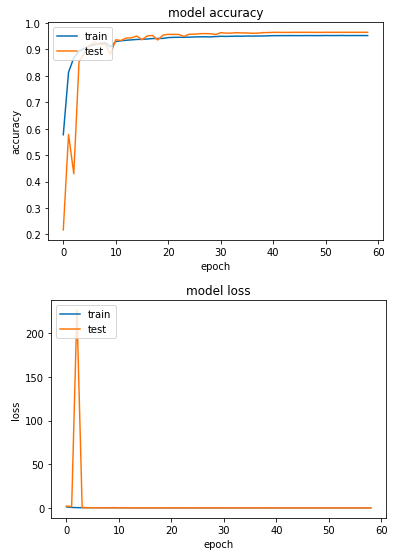 model accuracy
1.0
0.9
0.8
0.7
0.6
0.5
0.4
0.3
0.2
accuracy
train
test
0 10 20 30 40 50 60
epoch
model loss
200
150
100
50
0
loss
train
test
0 10 20 30 40 50 60
epoch